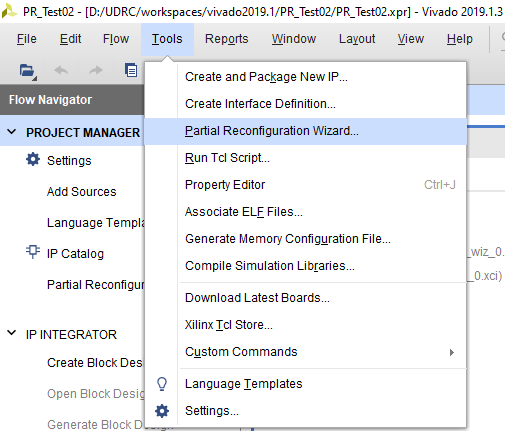 PR_Test02 - [D:/UDRC/workspaces/vivado2019.1/PR_Test02/PR_Test02.xpr] - Vivado 2019.1.3
File Edit Flow Tools Reports Window Layout View Help
Flow Navigator
PROJECT MANAGER
Settings
Add Sources
Language Templa
IP Catalog
Partial Reconfigur
IP INTEGRATOR
Create Block Desi
Open Block Desig
Generate Block Design
Create and Package New IP...
Create Interface Definition...
Partial Reconfiguration Wizard...
Run Tcl Script...
Property Editor Ctrl+J
Associate ELF Files...
Generate Memory Configuration File...
Compile Simulation Libraries...
Download Latest Boards...
Xilinx Tcl Store...
Custom Commands
Language Templates
Settings...
_wiz_0.
_0.xci)